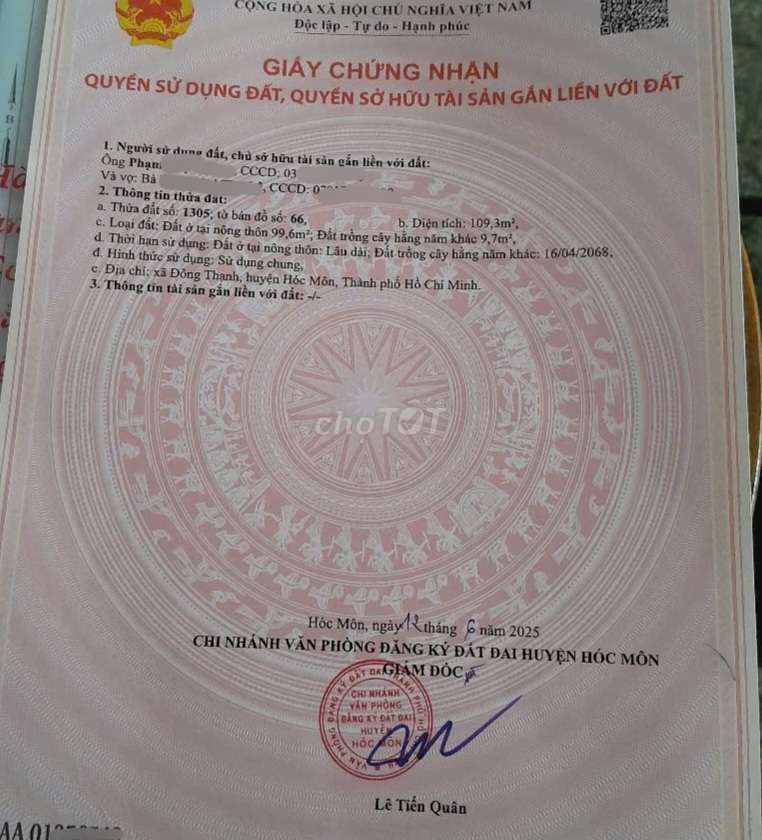 CỘNG HÒA XÃ HỘI CHỦ NGHĨA VIỆT NAM
Độc lập - Tự do - Hạnh phúc
GIẤY CHỨNG NHẬN
QUYỀN SỬ DỤNG ĐẤT, QUYỀN SỞ HỮU TÀI SẢN GẮN LIỀN VỚI ĐẤT
1. Người sử dụng đất, chủ sở hữu tài sản gắn liền với đất:
Ông Phạm , CCCD: 03
Và vợ: Bà , CCCD: 0
2. Thông tin thửa đất:
a. Thửa đất số: 1305; tờ bản đồ số: 66, b. Diện tích: 109,3m²,
c. Loại đất: Đất ở tại nông thôn 99,6m²; Đất trồng cây hằng năm khác 9,7m²,
d. Thời hạn sử dụng: Đất ở tại nông thôn: Lâu dài; Đất trồng cây hằng năm khác: 16/04/2068,
đ. Hình thức sử dụng: Sử dụng chung,
e. Địa chỉ: xã Đông Thạnh, huyện Hóc Môn, Thành phố Hồ Chí Minh.
3. Thông tin tài sản gắn liền với đất: -/-
choTỐT
Hóc Môn, ngày 12 tháng 6 năm 2025
CHI NHÁNH VĂN PHÒNG ĐĂNG KÝ ĐẤT ĐAI HUYỆN HÓC MÔN
GIÁM ĐỐC
CHI NHÁNH
VĂN PHÒNG
ĐĂNG KÝ ĐẤT ĐAI
HUYỆN
HÓC MÔN
Lê Tiến Quân
AA 01